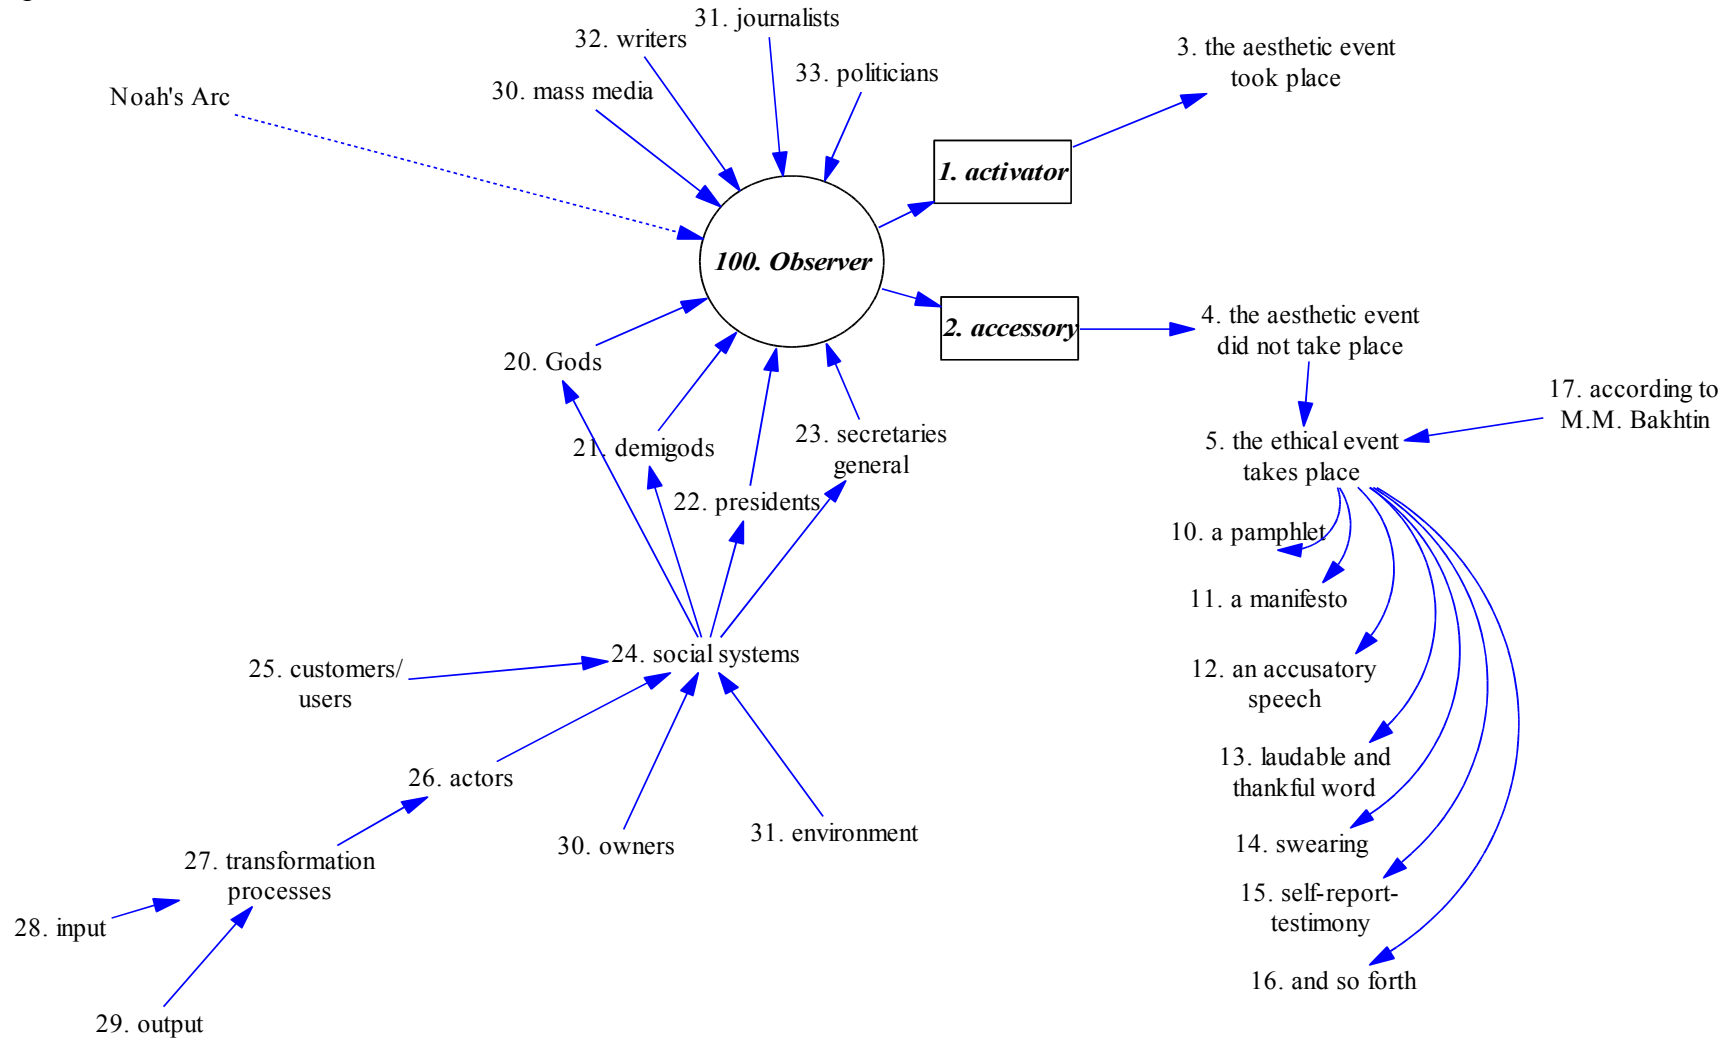 31. journalists
32. writers
33. politicians
30. mass media
Noah's Arc
3. the aesthetic event
took place
1. activator
100. Observer
2. accessory
4. the aesthetic event
did not take place
20. Gods
17. according to
M.M. Bakhtin
21. demigods
23. secretaries
general
5. the ethical event
takes place
22. presidents
10. a pamphlet
11. a manifesto
24. social systems
25. customers/
users
12. an accusatory
speech
26. actors
13. laudable and
thankful word
30. owners
31. environment
14. swearing
27. transformation
processes
15. self-report-
testimony
28. input
16. and so forth
29. output